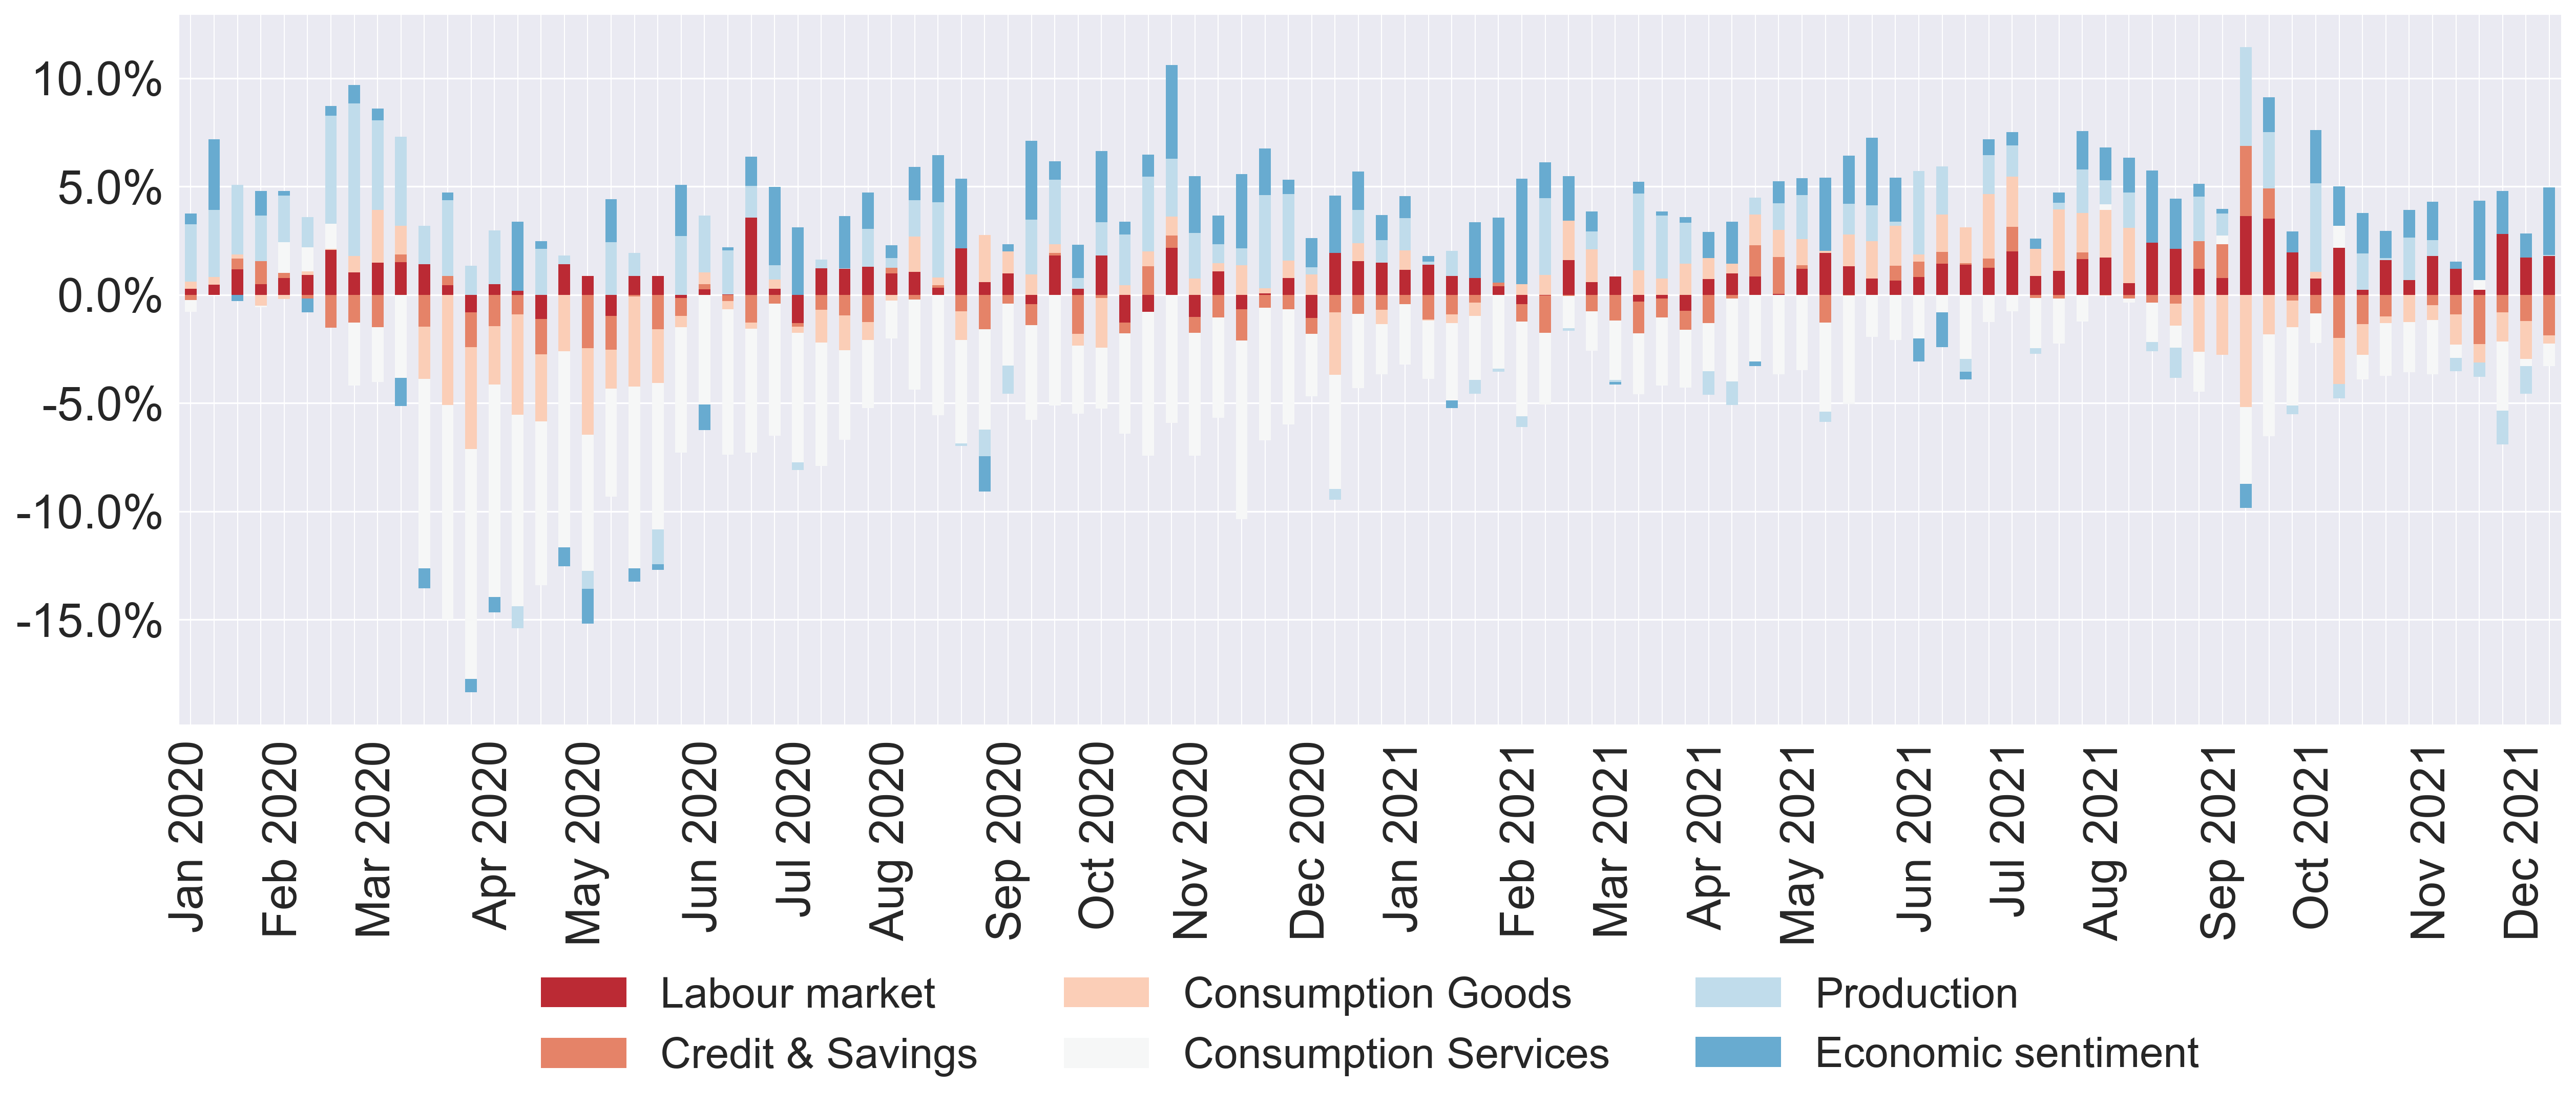 10.0%
5.0%
0.0%
-5.0%
-10.0%
-15.0%
Jan 2020
Feb 2020
Mar 2020
Apr 2020
May 2020
Jun 2020
Jul 2020
Aug 2020
Sep 2020
Oct 2020
Nov 2020
Dec 2020
Jan 2021
Feb 2021
Mar 2021
Apr 2021
May 2021
Jun 2021
Jul 2021
Aug 2021
Sep 2021
Oct 2021
Nov 2021
Dec 2021
Labour market
Consumption Goods
Production
Credit & Savings
Consumption Services
Economic sentiment